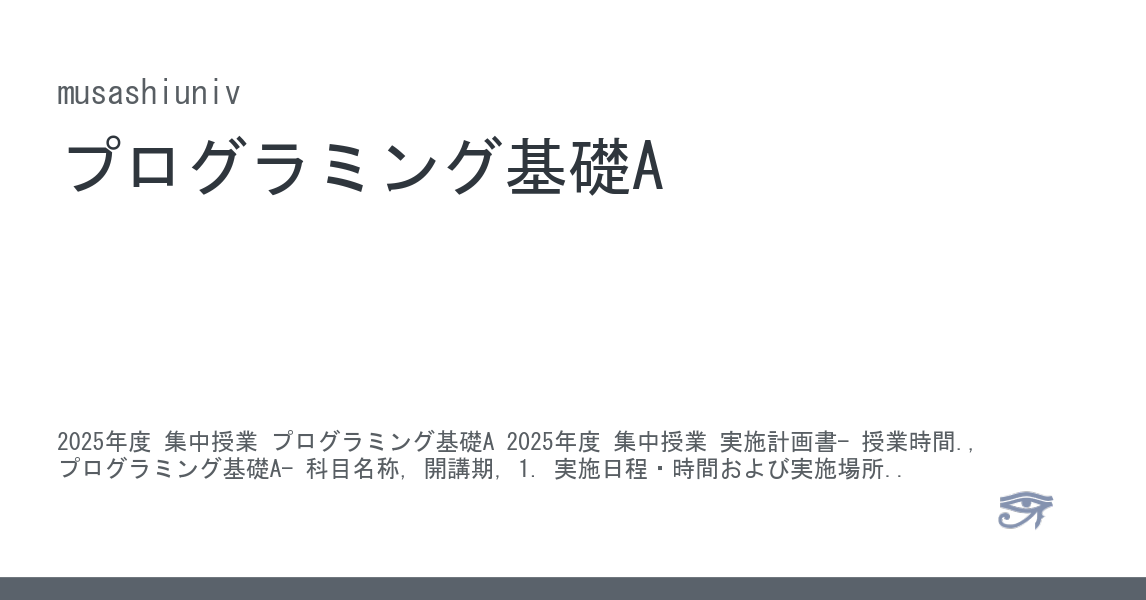 musashiuniv
プログラミング基礎A
2025年度 集中授業 プログラミング基礎A 2025年度 集中授業 実施計画書- 授業時間.,
プログラミング基礎A- 科目名称, 開講期, 1. 実施日程・時間および実施場所..